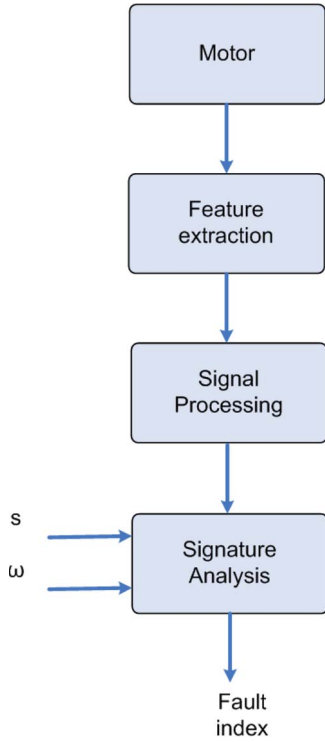 Motor
Feature
extraction
Signal
Processing
s
ω
Signature
Analysis
Fault
index